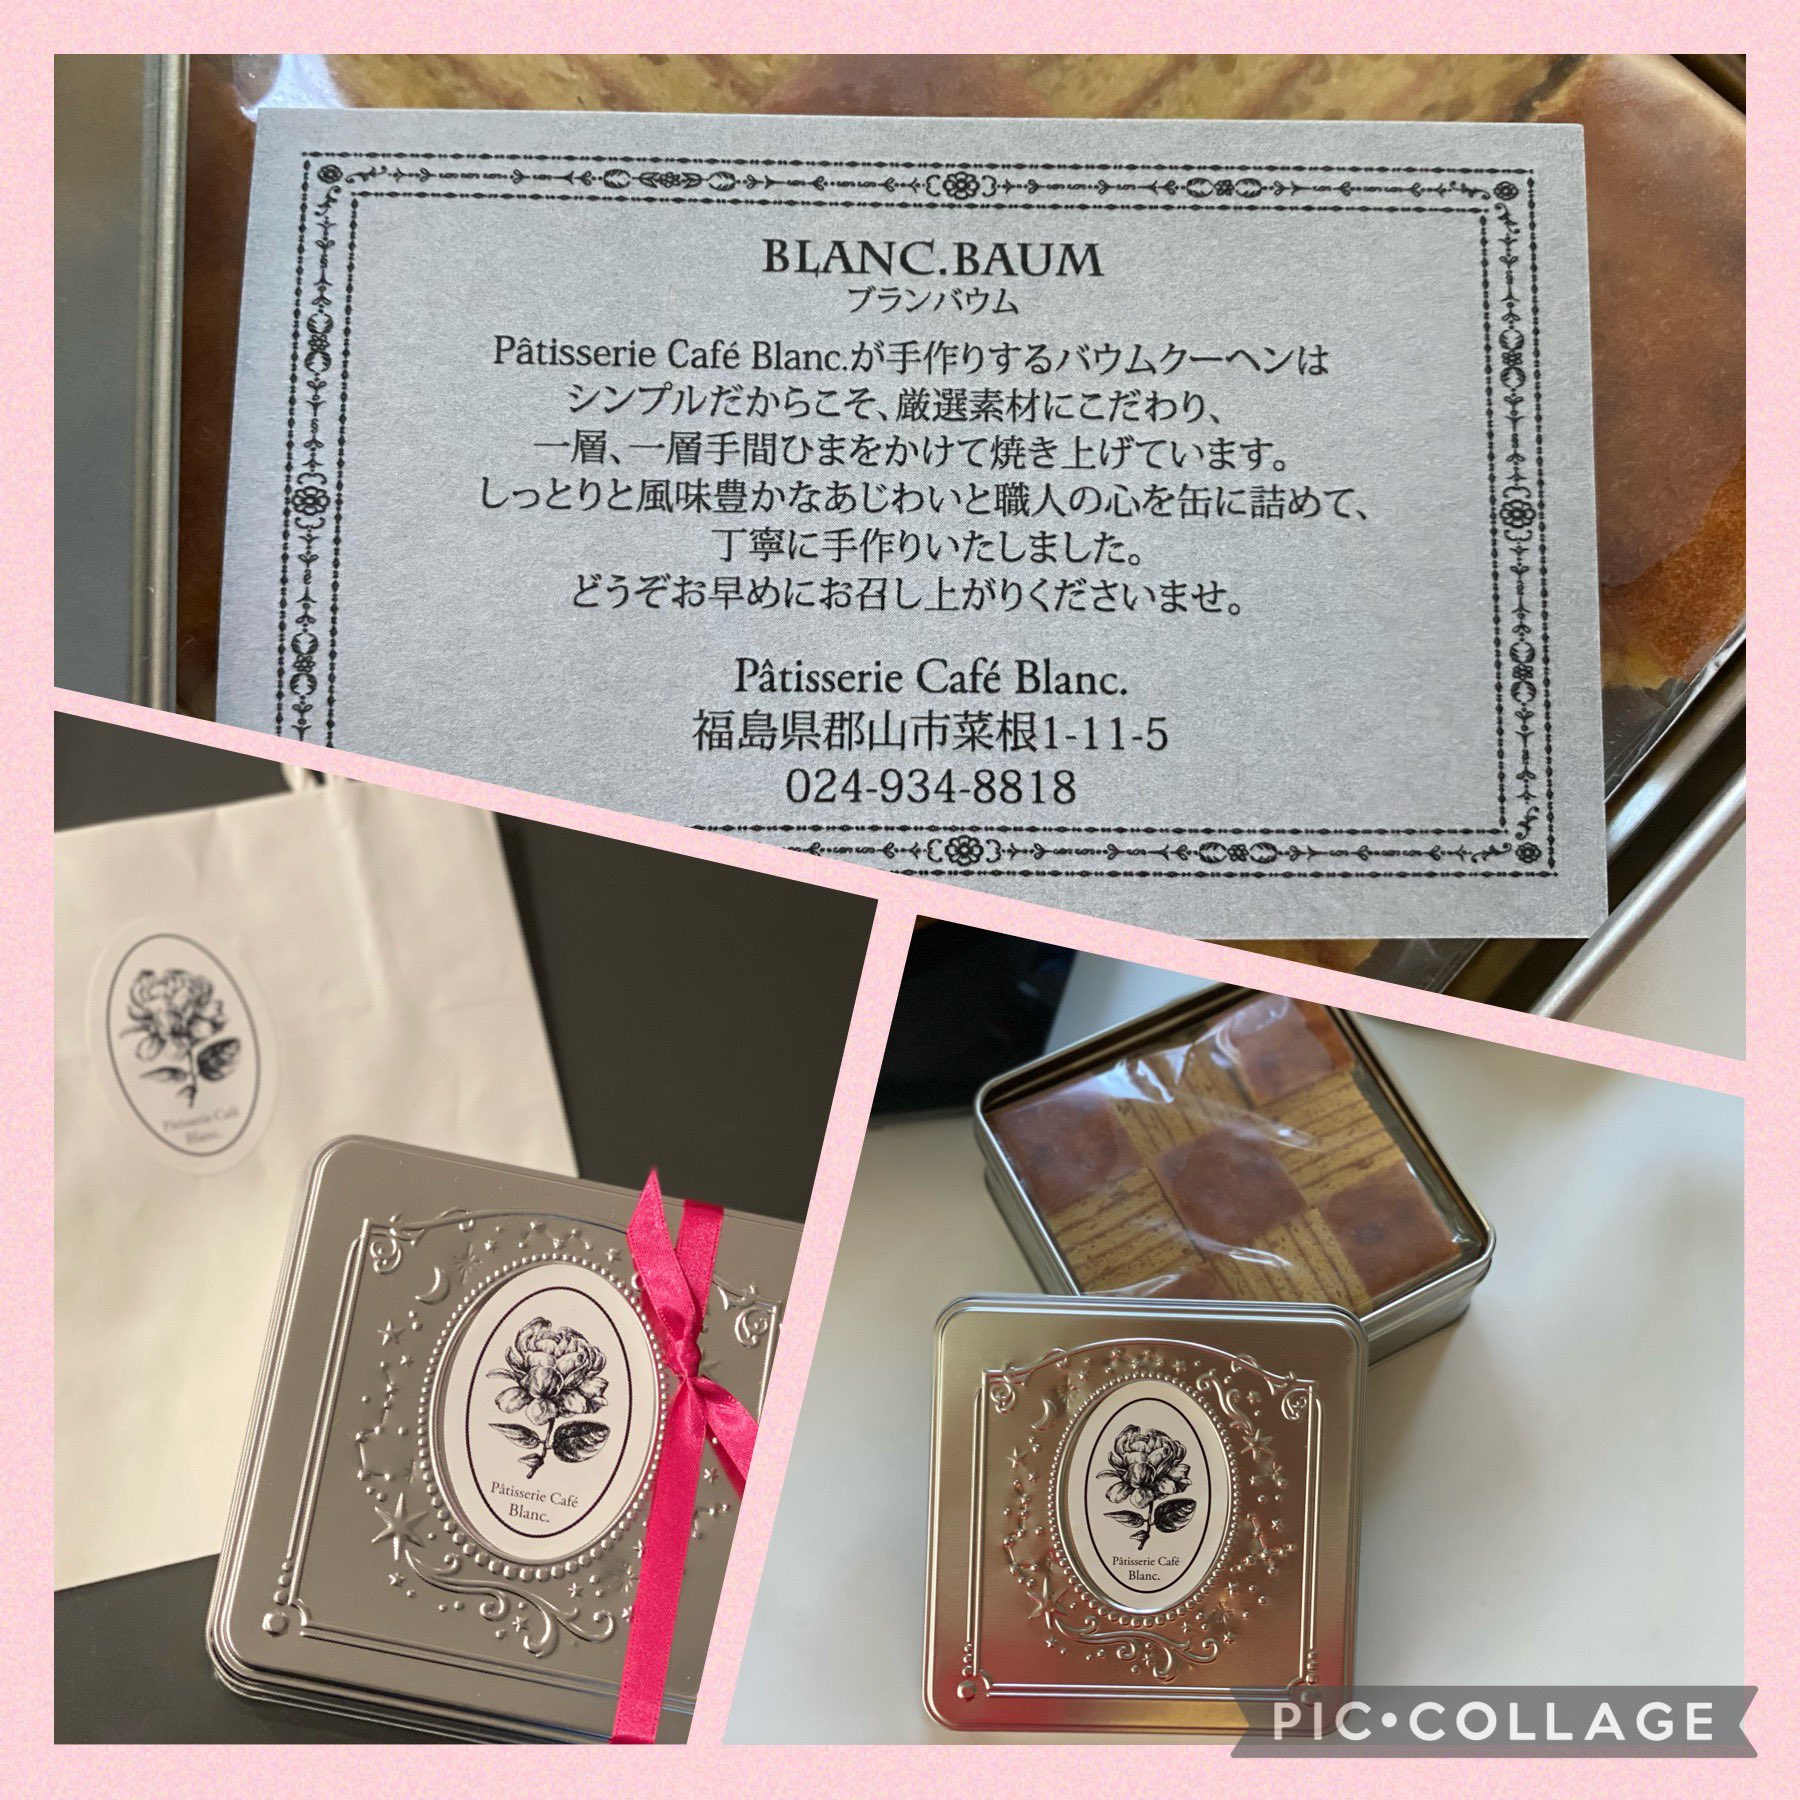 BLANC.BAUM
ブランバウム
Pâtisserie Café Blanc.が手作りするバウムクーヘンは
シンプルだからこそ、厳選素材にこだわり、
一層、一層手間ひまをかけて焼き上げています。
しっとりと風味豊かなあじわいと職人の心を缶に詰めて、
丁寧に手作りいたしました。
どうぞお早めにお召し上がりくださいませ。
Pâtisserie Café Blanc.
福島県郡山市菜根1-11-5
024-934-8818
Pâtisserie Café
Blanc.
Pâtisserie Café
Blanc.
Pâtisserie Café
Blanc.
PIC•COLLAGE